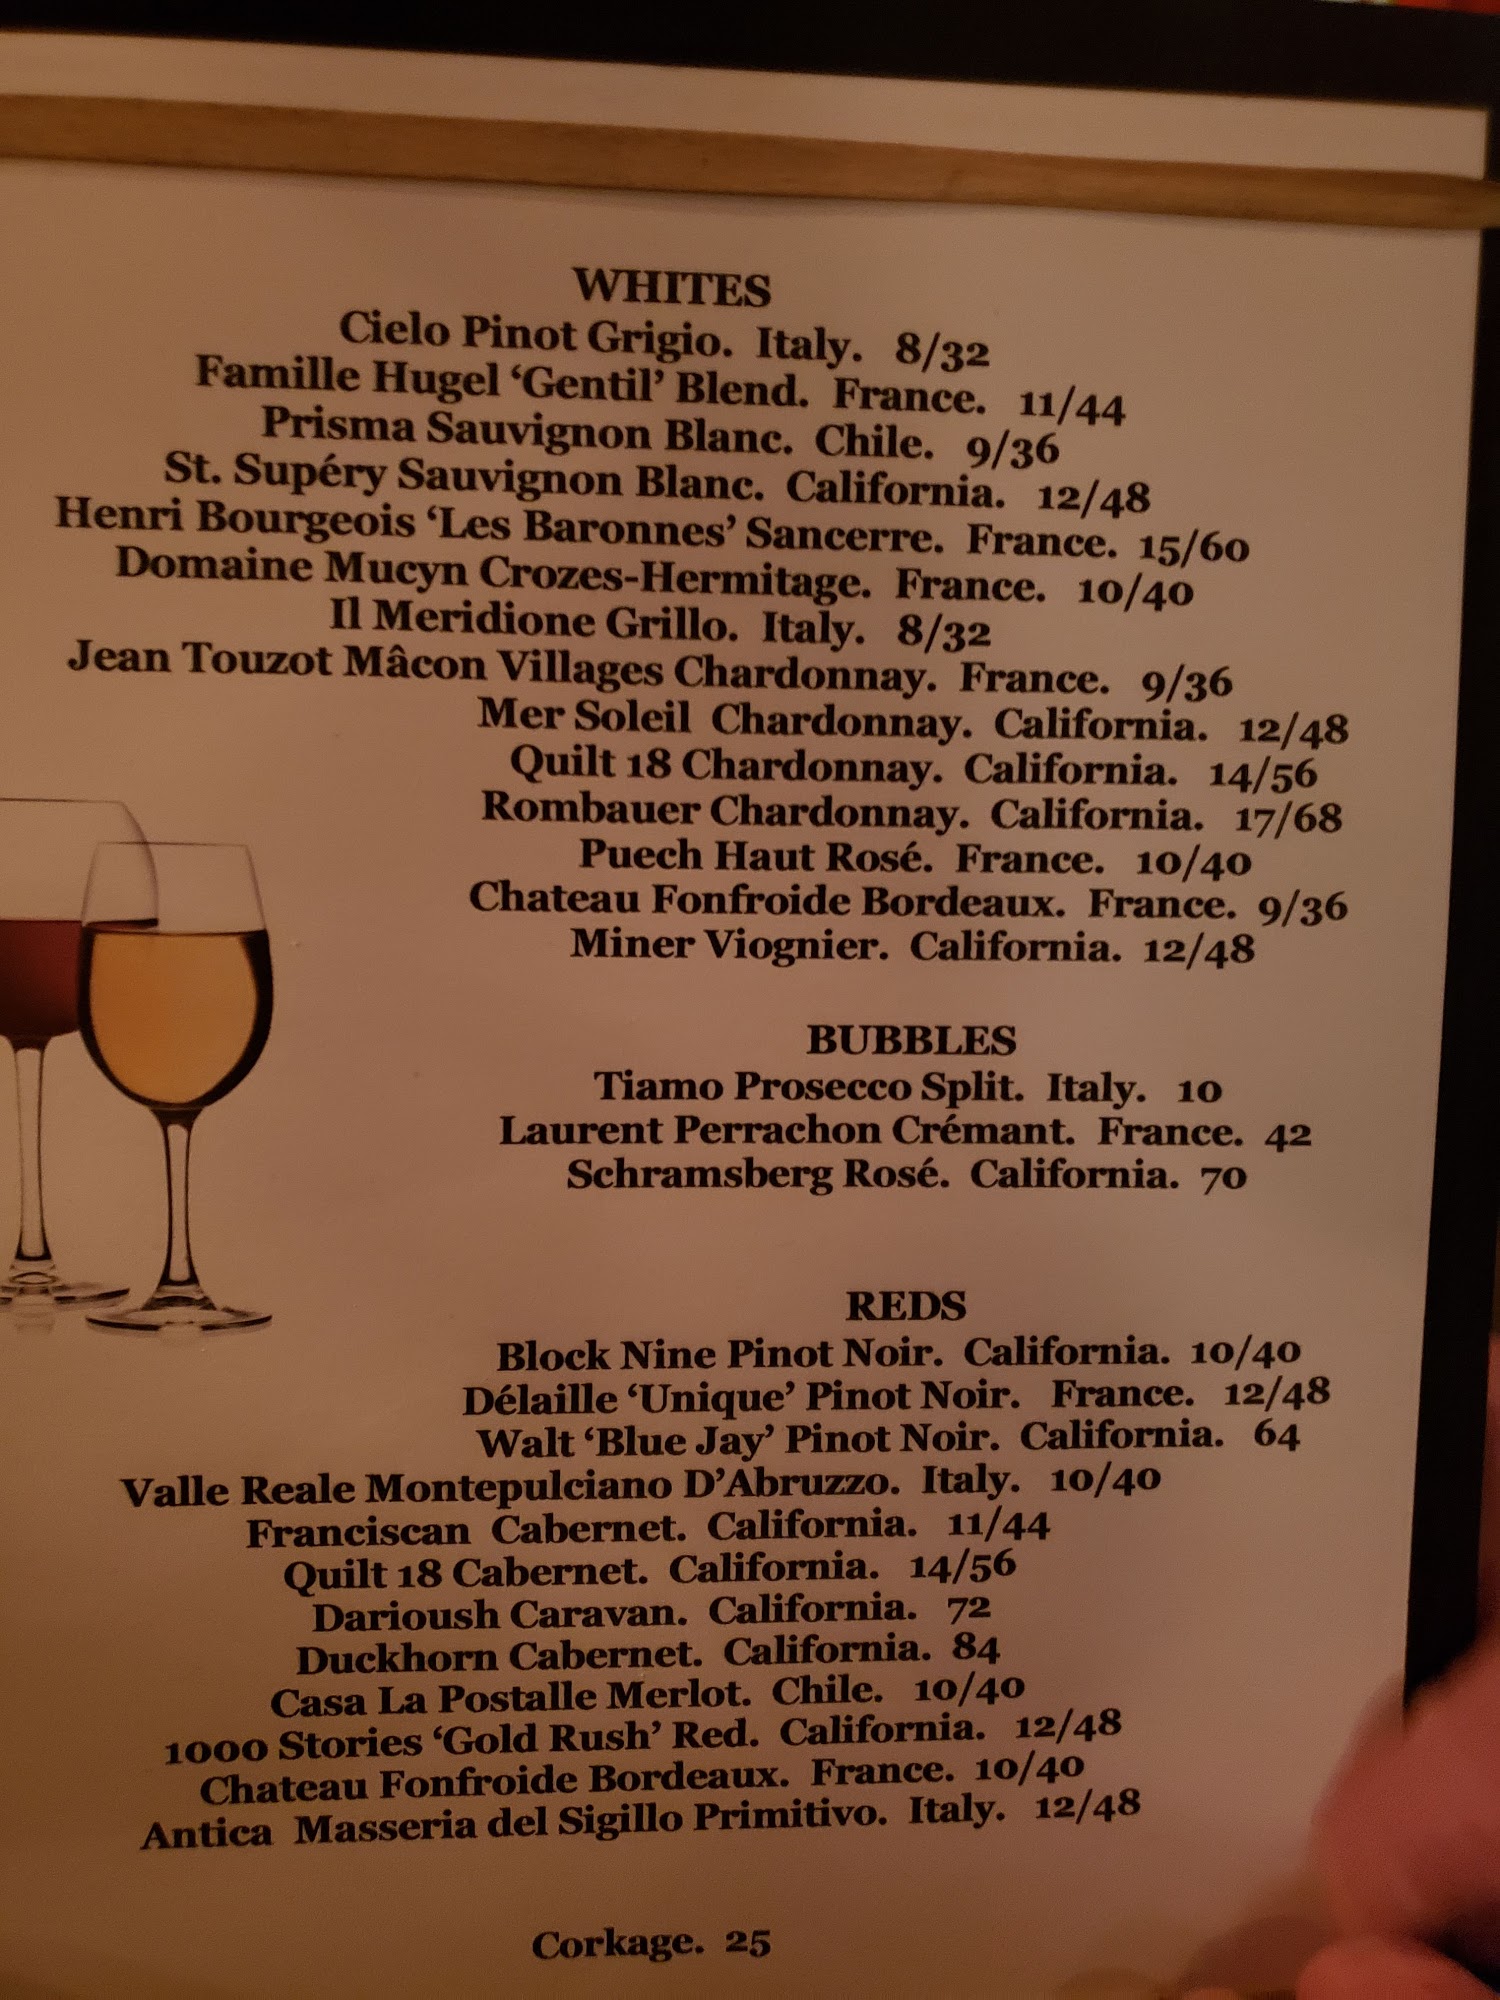 WHITES
Cielo Pinot Grigio. Italy. 8/32
Famille Hugel ‘Gentil’ Blend. France. 11/44
Prisma Sauvignon Blanc. Chile. 9/36
St. Supéry Sauvignon Blanc. California. 12/48
Henri Bourgeois ‘Les Baronnes’ Sancerre. France. 15/60
Domaine Mucyn Crozes-Hermitage. France. 10/40
Il Meridione Grillo. Italy. 8/32
Jean Touzot Mâcon Villages Chardonnay. France. 9/36
Mer Soleil Chardonnay. California. 12/48
Quilt 18 Chardonnay. California. 14/56
Rombauer Chardonnay. California. 17/68
Puech Haut Rosé. France. 10/40
Chateau Fonfroide Bordeaux. France. 9/36
Miner Viognier. California. 12/48
BUBBLES
Tiamo Prosecco Split. Italy. 10
Laurent Perrachon Crémant. France. 42
Schramsberg Rosé. California. 70
REDS
Block Nine Pinot Noir. California. 10/40
Délaille ‘Unique’ Pinot Noir. France. 12/48
Walt ‘Blue Jay’ Pinot Noir. California. 64
Valle Reale Montepulciano D’Abruzzo. Italy. 10/40
Franciscan Cabernet. California. 11/44
Quilt 18 Cabernet. California. 14/56
Darioush Caravan. California. 72
Duckhorn Cabernet. California. 84
Casa La Postalle Merlot. Chile. 10/40
1000 Stories ‘Gold Rush’ Red. California. 12/48
Chateau Fonfroide Bordeaux. France. 10/40
Antica Masseria del Sigillo Primitivo. Italy. 12/48
Corkage. 25